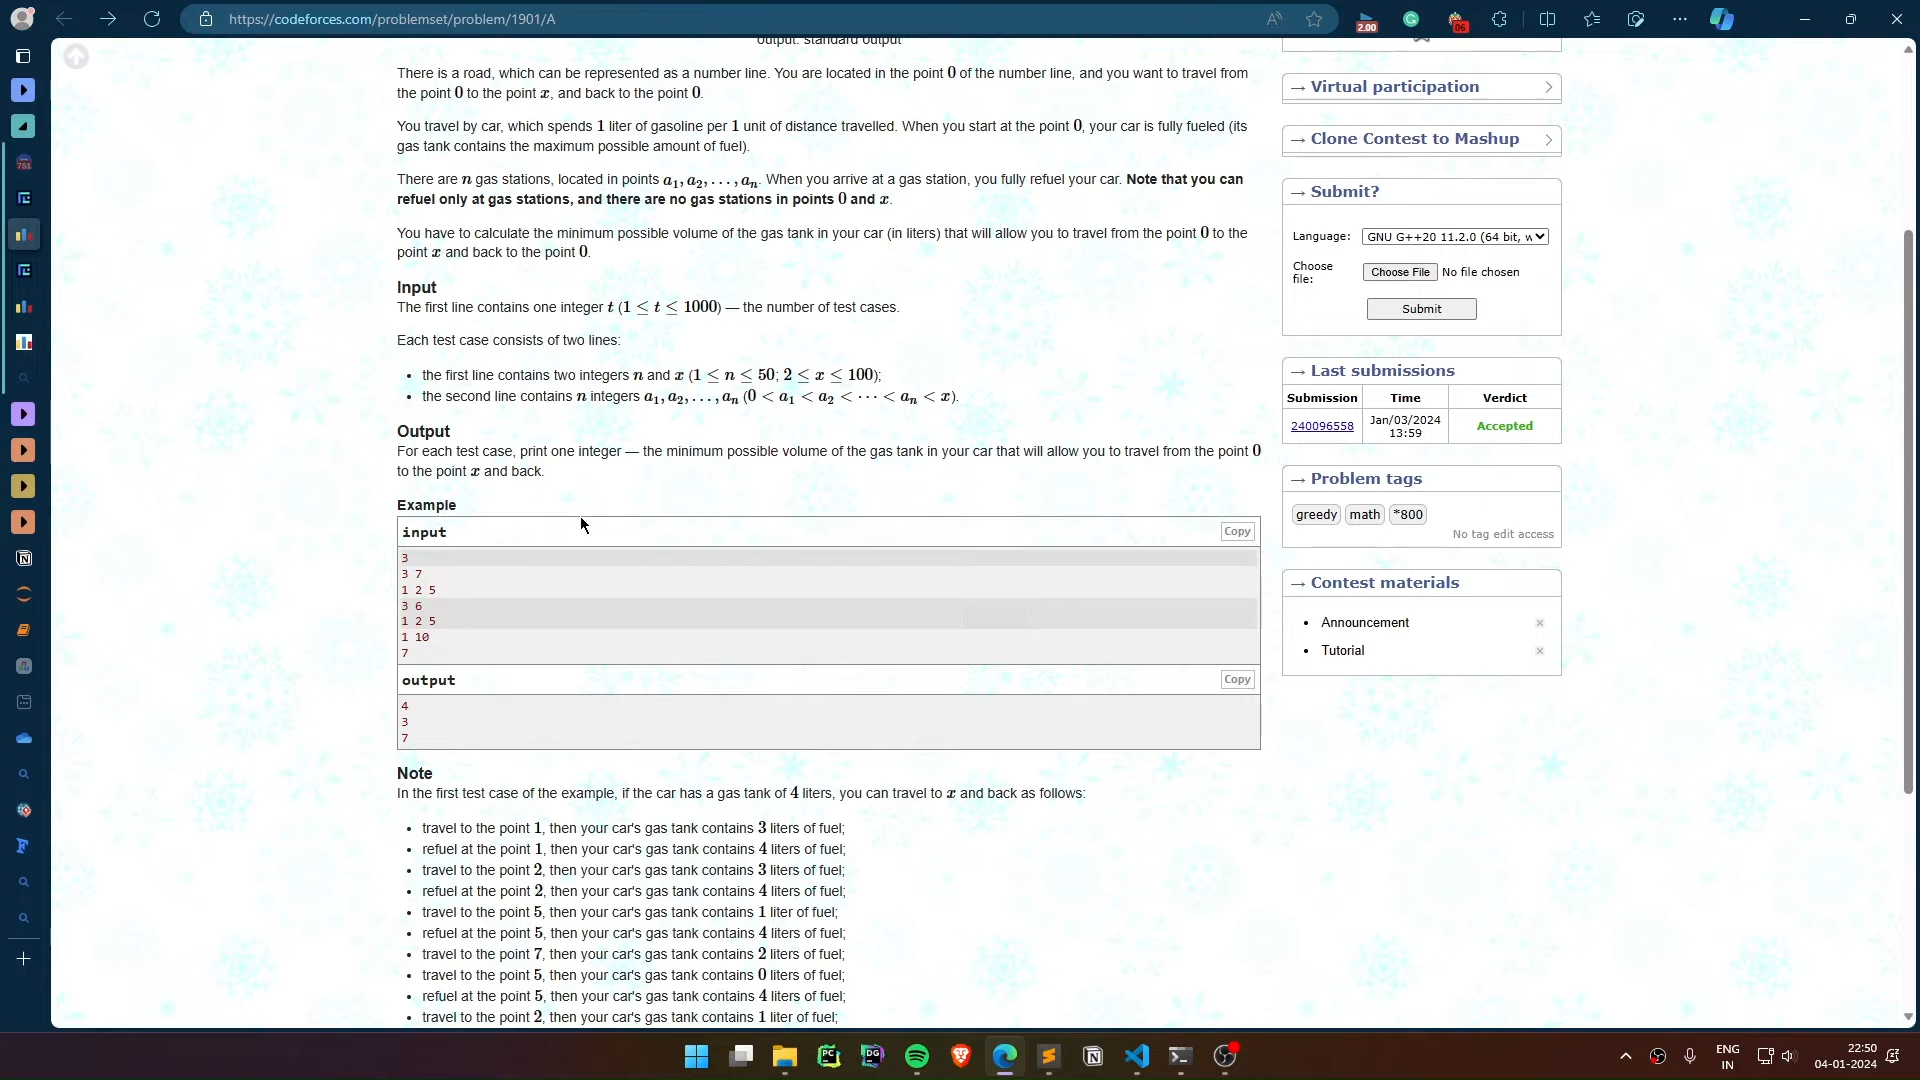 https://codeforces.com/problemset/problem/1901/A
2.00
06
751
output: standard output
There is a road, which can be represented as a number line. You are located in the point 0 of the number line, and you want to travel from
the point 0 to the point x, and back to the point 0.
You travel by car, which spends 1 liter of gasoline per 1 unit of distance travelled. When you start at the point 0, your car is fully fueled (its
gas tank contains the maximum possible amount of fuel).
There are n gas stations, located in points a₁, a₂, . . . , aₙ. When you arrive at a gas station, you fully refuel your car. Note that you can
refuel only at gas stations, and there are no gas stations in points 0 and x.
You have to calculate the minimum possible volume of the gas tank in your car (in liters) that will allow you to travel from the point 0 to the
point x and back to the point 0.
Input
The first line contains one integer t (1 ≤ t ≤ 1000) — the number of test cases.
Each test case consists of two lines:
• the first line contains two integers n and x (1 ≤ n ≤ 50; 2 ≤ x ≤ 100);
• the second line contains n integers a₁, a₂, . . . , aₙ (0 < a₁ < a₂ < · · · < aₙ < x).
Output
For each test case, print one integer — the minimum possible volume of the gas tank in your car that will allow you to travel from the point 0
to the point x and back.
Example
input
Copy
3
3 7
1 2 5
3 6
1 2 5
1 10
7
output
Copy
4
3
7
Note
In the first test case of the example, if the car has a gas tank of 4 liters, you can travel to x and back as follows:
• travel to the point 1, then your car's gas tank contains 3 liters of fuel;
• refuel at the point 1, then your car's gas tank contains 4 liters of fuel;
• travel to the point 2, then your car's gas tank contains 3 liters of fuel;
• refuel at the point 2, then your car's gas tank contains 4 liters of fuel;
• travel to the point 5, then your car's gas tank contains 1 liter of fuel;
• refuel at the point 5, then your car's gas tank contains 4 liters of fuel;
• travel to the point 7, then your car's gas tank contains 2 liters of fuel;
• travel to the point 5, then your car's gas tank contains 0 liters of fuel;
• refuel at the point 5, then your car's gas tank contains 4 liters of fuel;
• travel to the point 2, then your car's gas tank contains 1 liter of fuel;
→ Virtual participation
→ Clone Contest to Mashup
→ Submit?
Language: GNU G++20 11.2.0 (64 bit, w
Choose
file:
Choose File No file chosen
Submit
→ Last submissions
Submission Time Verdict
240096558 Jan/03/2024
13:59 Accepted
→ Problem tags
greedy math *800
No tag edit access
→ Contest materials
• Announcement
• Tutorial
PC
DG
ENG
IN
22:50
04-01-2024